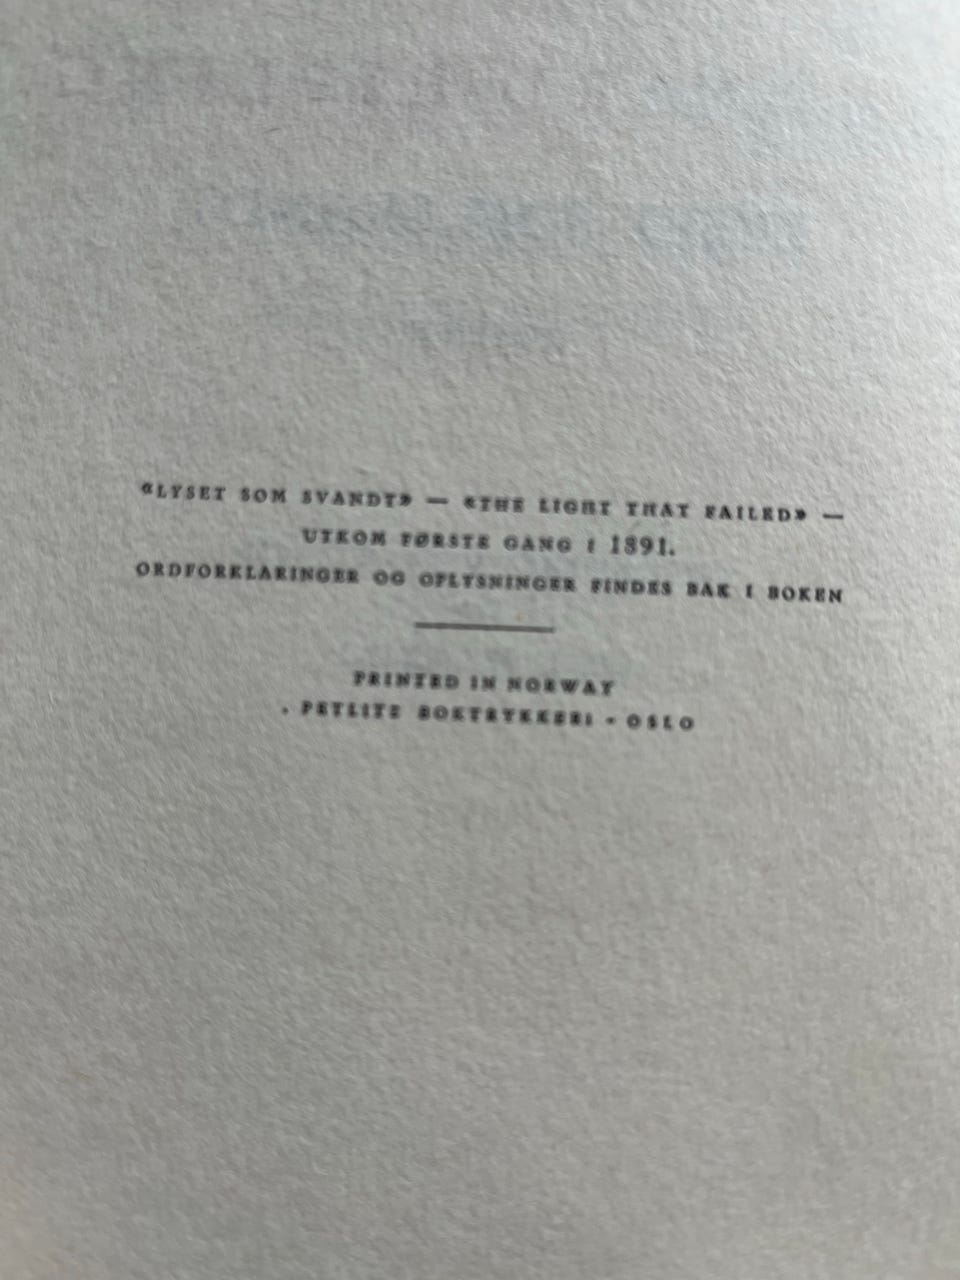 «LYSET SOM SVANDT» — «THE LIGHT THAT FAILED» —
UTKOM FØRSTE GANG I 1891.
ORDFORKLARINGER OG OPLYSNINGER FINDES BAK I BOKEN
PRINTED IN NORWAY
. PETLITZ BOKTRYKKERI · OSLO